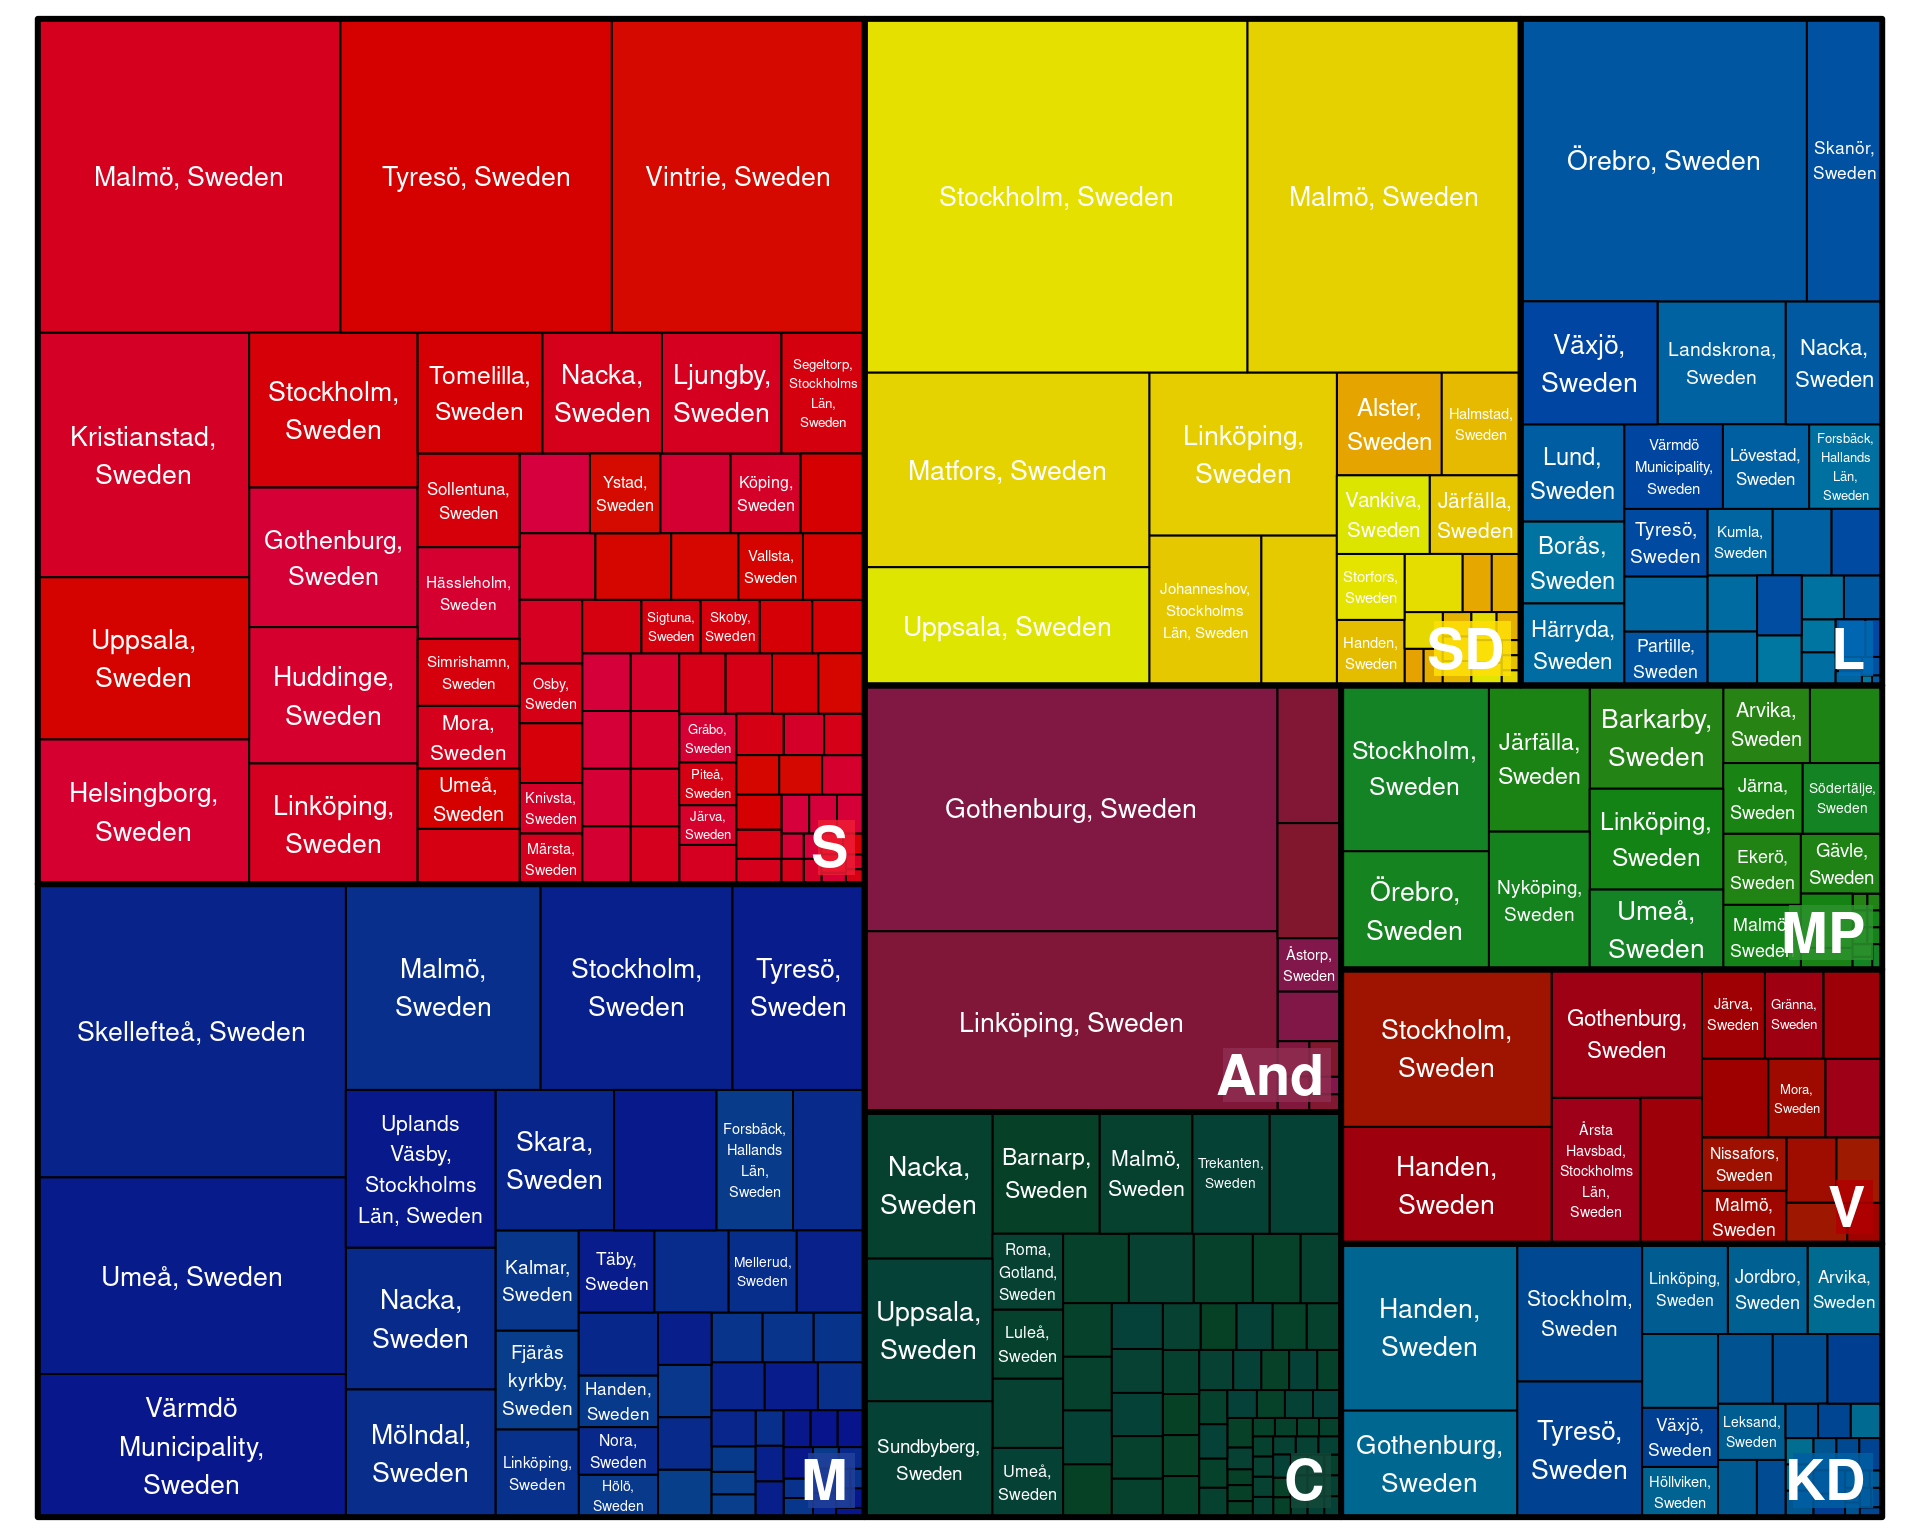 Malmö, Sweden
Tyresö, Sweden
Vintrie, Sweden
Kristianstad,
Sweden
Uppsala,
Sweden
Helsingborg,
Sweden
Stockholm,
Sweden
Gothenburg,
Sweden
Huddinge,
Sweden
Linköping,
Sweden
Tomelilla,
Sweden
Nacka,
Sweden
Ljungby,
Sweden
Segeltorp,
Stockholms
Län,
Sweden
Sollentuna,
Sweden
Hässleholm,
Sweden
Simrishamn,
Sweden
Mora,
Sweden
Umeå,
Sweden
Ystad,
Sweden
Köping,
Sweden
Vallsta,
Sweden
Sigtuna,
Sweden
Skoby,
Sweden
Osby,
Sweden
Knivsta,
Sweden
Märsta,
Sweden
Gråbo,
Sweden
Piteå,
Sweden
Järva,
Sweden
S
Stockholm, Sweden
Malmö, Sweden
Matfors, Sweden
Uppsala, Sweden
Linköping,
Sweden
Johanneshov,
Stockholms
Län, Sweden
Alster,
Sweden
Halmstad,
Sweden
Vankiva,
Sweden
Järfälla,
Sweden
Storfors,
Sweden
Handen,
Sweden
SD
Örebro, Sweden
Skanör,
Sweden
Växjö,
Sweden
Landskrona,
Sweden
Nacka,
Sweden
Lund,
Sweden
Borås,
Sweden
Härryda,
Sweden
Värmdö
Municipality,
Sweden
Lövestad,
Sweden
Forsbäck,
Hallands
Län,
Sweden
Tyresö,
Sweden
Kumla,
Sweden
Partille,
Sweden
L
Skellefteå, Sweden
Umeå, Sweden
Värmdö
Municipality,
Sweden
Malmö,
Sweden
Stockholm,
Sweden
Tyresö,
Sweden
Uplands
Väsby,
Stockholms
Län, Sweden
Nacka,
Sweden
Mölndal,
Sweden
Skara,
Sweden
Forsbäck,
Hallands
Län,
Sweden
Kalmar,
Sweden
Fjärås
kyrkby,
Sweden
Linköping,
Sweden
Täby,
Sweden
Mellerud,
Sweden
Handen,
Sweden
Nora,
Sweden
Hölö,
Sweden
M
Gothenburg, Sweden
Linköping, Sweden
Åstorp,
Sweden
And
Nacka,
Sweden
Uppsala,
Sweden
Sundbyberg,
Sweden
Barnarp,
Sweden
Malmö,
Sweden
Trekanten,
Sweden
Roma,
Gotland,
Sweden
Luleå,
Sweden
Umeå,
Sweden
C
Stockholm,
Sweden
Örebro,
Sweden
Järfälla,
Sweden
Nyköping,
Sweden
Barkarby,
Sweden
Linköping,
Sweden
Umeå,
Sweden
Arvika,
Sweden
Järna,
Sweden
Södertälje,
Sweden
Ekerö,
Sweden
Gävle,
Sweden
Malmö,
Sweden
MP
Stockholm,
Sweden
Handen,
Sweden
Gothenburg,
Sweden
Årsta
Havsbad,
Stockholms
Län,
Sweden
Järva,
Sweden
Gränna,
Sweden
Mora,
Sweden
Nissafors,
Sweden
Malmö,
Sweden
V
Handen,
Sweden
Gothenburg,
Sweden
Stockholm,
Sweden
Tyresö,
Sweden
Linköping,
Sweden
Jordbro,
Sweden
Arvika,
Sweden
Växjö,
Sweden
Leksand,
Sweden
Höllviken,
Sweden
KD